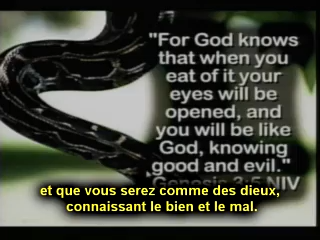 "For God knows
that when you
eat of it your
eyes will be
opened, and
you will be like
God, knowing
good and evil."
Genesis 3:5 NIV
et que vous serez comme des dieux,
connaissant le bien et le mal.